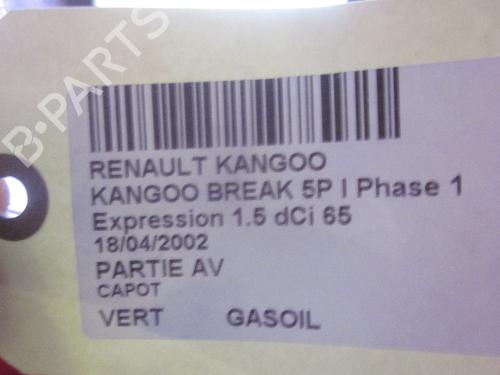 B-PARTS
RENAULT KANGOO
KANGOO BREAK 5P I Phase 1
Expression 1.5 dCi 65
18/04/2002
PARTIE AV
CAPOT
VERT GASOIL